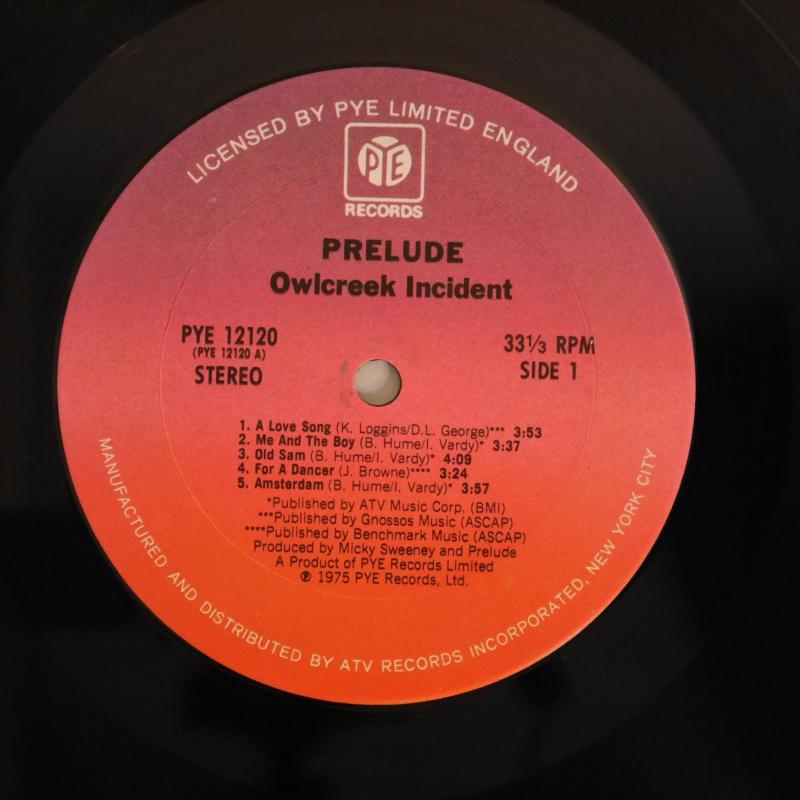 LICENSED BY PYE LIMITED ENGLAND
PYE
RECORDS
PRELUDE
Owlcreek Incident
PYE 12120
(PYE 12120 A)
STEREO
33 1/3 RPM
SIDE 1
1. A Love Song (K. Loggins/D.L. George)*** 3:53
2. Me And The Boy (B. Hume/I. Vardy)* 3:37
3. Old Sam (B. Hume/I. Vardy)* 4:09
4. For A Dancer (J. Browne)**** 3:24
5. Amsterdam (B. Hume/I. Vardy)* 3:57
*Published by ATV Music Corp. (BMI)
***Published by Gnossos Music (ASCAP)
****Published by Benchmark Music (ASCAP)
Produced by Micky Sweeney and Prelude
A Product of PYE Records Limited
℗ 1975 PYE Records, Ltd.
MANUFACTURED AND DISTRIBUTED BY ATV RECORDS INCORPORATED, NEW YORK CITY